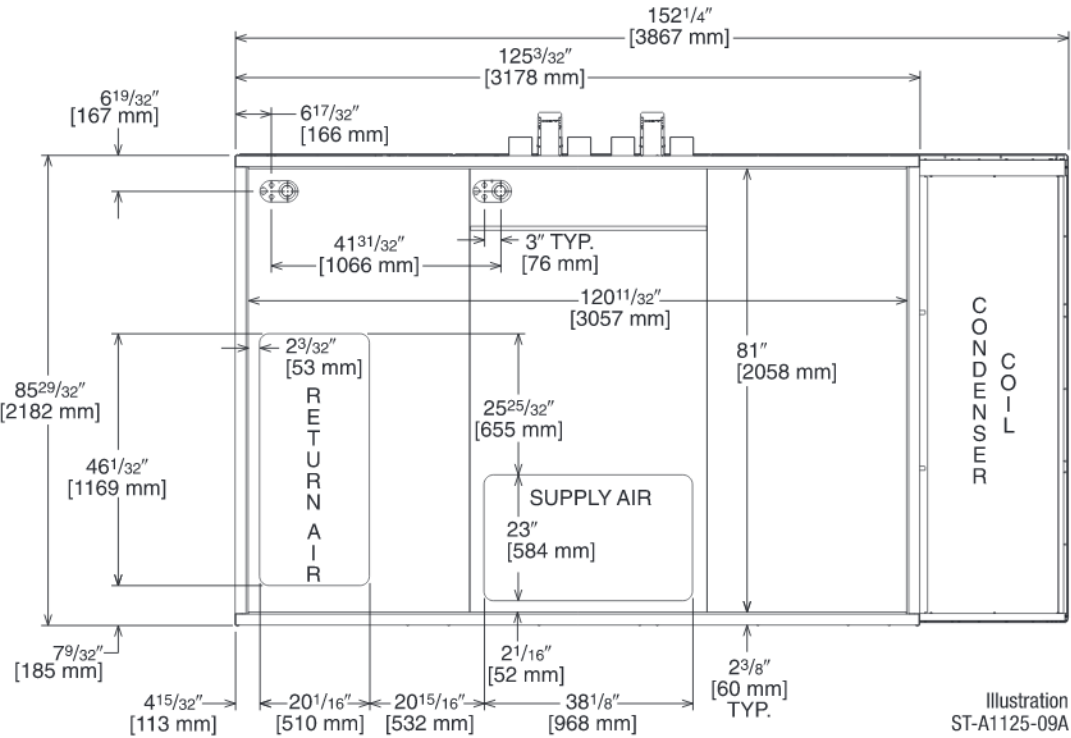 152 1/4"
[3867 mm]
125 3/32"
[3178 mm]
6 19/32"
[167 mm]
6 17/32"
[166 mm]
41 31/32"
[1066 mm]
3" TYP.
[76 mm]
120 11/32"
[3057 mm]
2 3/32"
[53 mm]
81"
[2058 mm]
85 29/32"
[2182 mm]
25 25/32"
[655 mm]
46 1/32"
[1169 mm]
RETURN AIR
SUPPLY AIR
23"
[584 mm]
CONDENSER
COIL
7 9/32"
[185 mm]
2 1/16"
[52 mm]
2 3/8"
[60 mm]
TYP.
4 15/32"
[113 mm]
20 1/16"
[510 mm]
20 15/16"
[532 mm]
38 1/8"
[968 mm]
Illustration
ST-A1125-09A